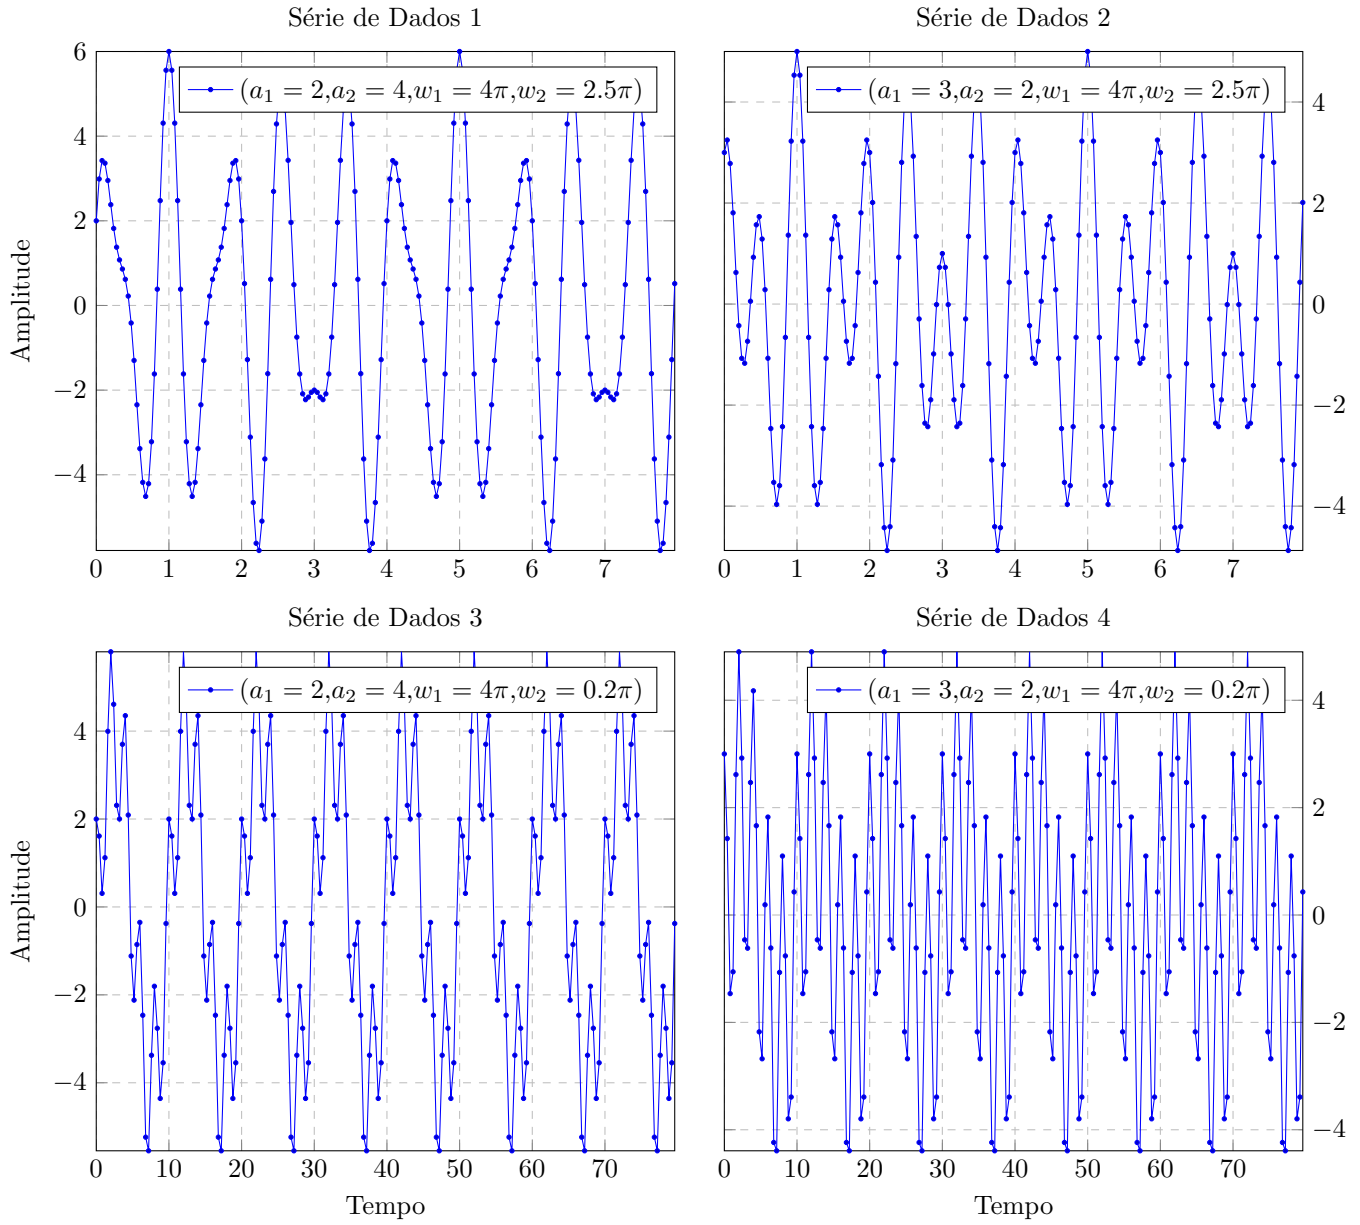 Série de Dados 1
Série de Dados 2
(a₁ = 2,a₂ = 4,w₁ = 4π,w₂ = 2.5π)
(a₁ = 3,a₂ = 2,w₁ = 4π,w₂ = 2.5π)
6
4
2
0
−2
−4
Amplitude
4
2
0
−2
−4
0 1 2 3 4 5 6 7
0 1 2 3 4 5 6 7
Série de Dados 3
Série de Dados 4
(a₁ = 2,a₂ = 4,w₁ = 4π,w₂ = 0.2π)
(a₁ = 3,a₂ = 2,w₁ = 4π,w₂ = 0.2π)
4
2
0
−2
−4
Amplitude
4
2
0
−2
−4
0 10 20 30 40 50 60 70
0 10 20 30 40 50 60 70
Tempo
Tempo